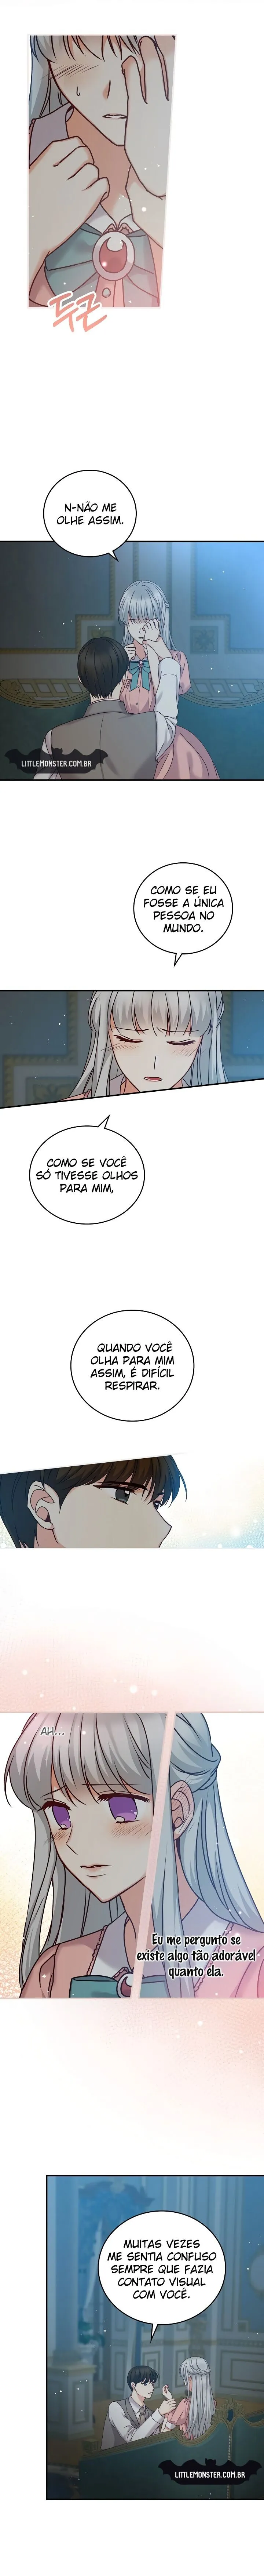 두근
N-NÃO ME
OLHE ASSIM.
LITTLEMONSTER.COM.BR
COMO SE EU
FOSSE A ÚNICA
PESSOA NO
MUNDO.
COMO SE VOCÊ
SÓ TIVESSE OLHOS
PARA MIM,
QUANDO VOCÊ
OLHA PARA MIM
ASSIM, É DIFÍCIL
RESPIRAR.
AH...
Eu me pergunto se
existe algo tão adorável
quanto ela.
MUITAS VEZES
ME SENTIA CONFUSO
SEMPRE QUE FAZIA
CONTATO VISUAL
COM VOCÊ.
LITTLEMONSTER.COM.BR